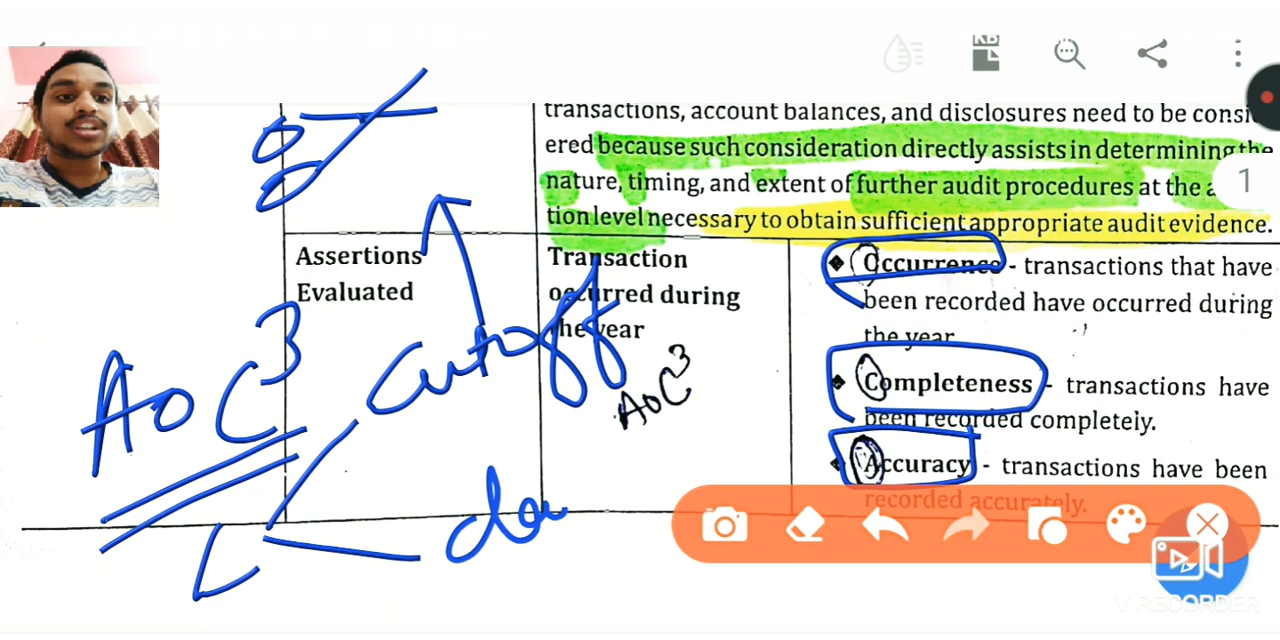 KB
transactions, account balances, and disclosures need to be consi
ered because such consideration directly assists in determining the
nature, timing, and extent of further audit procedures at the a
1
tion level necessary to obtain sufficient appropriate audit evidence.
Assertions
Evaluated
Transaction
occurred during
the year
Occurrence - transactions that have
been recorded have occurred during
the year
Completeness - transactions have
been recorded completely.
Accuracy - transactions have been
recorded accurately.
AOC³
AOC³
Cutoff
C
V RECORDER